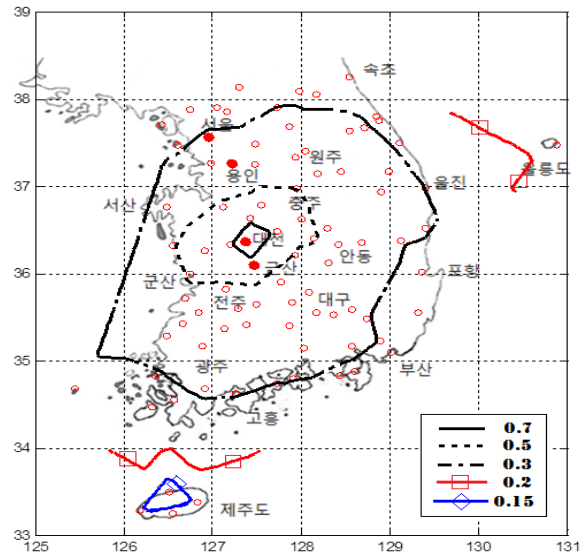 39
38
37
36
35
34
33
125 126 127 128 129 130 131
속초
서울
원주
용인
울릉도
울진
충주
서산
대전
안동
금산
군산
포항
전주
대구
광주
부산
고흥
제주도
0.7
0.5
0.3
0.2
0.15